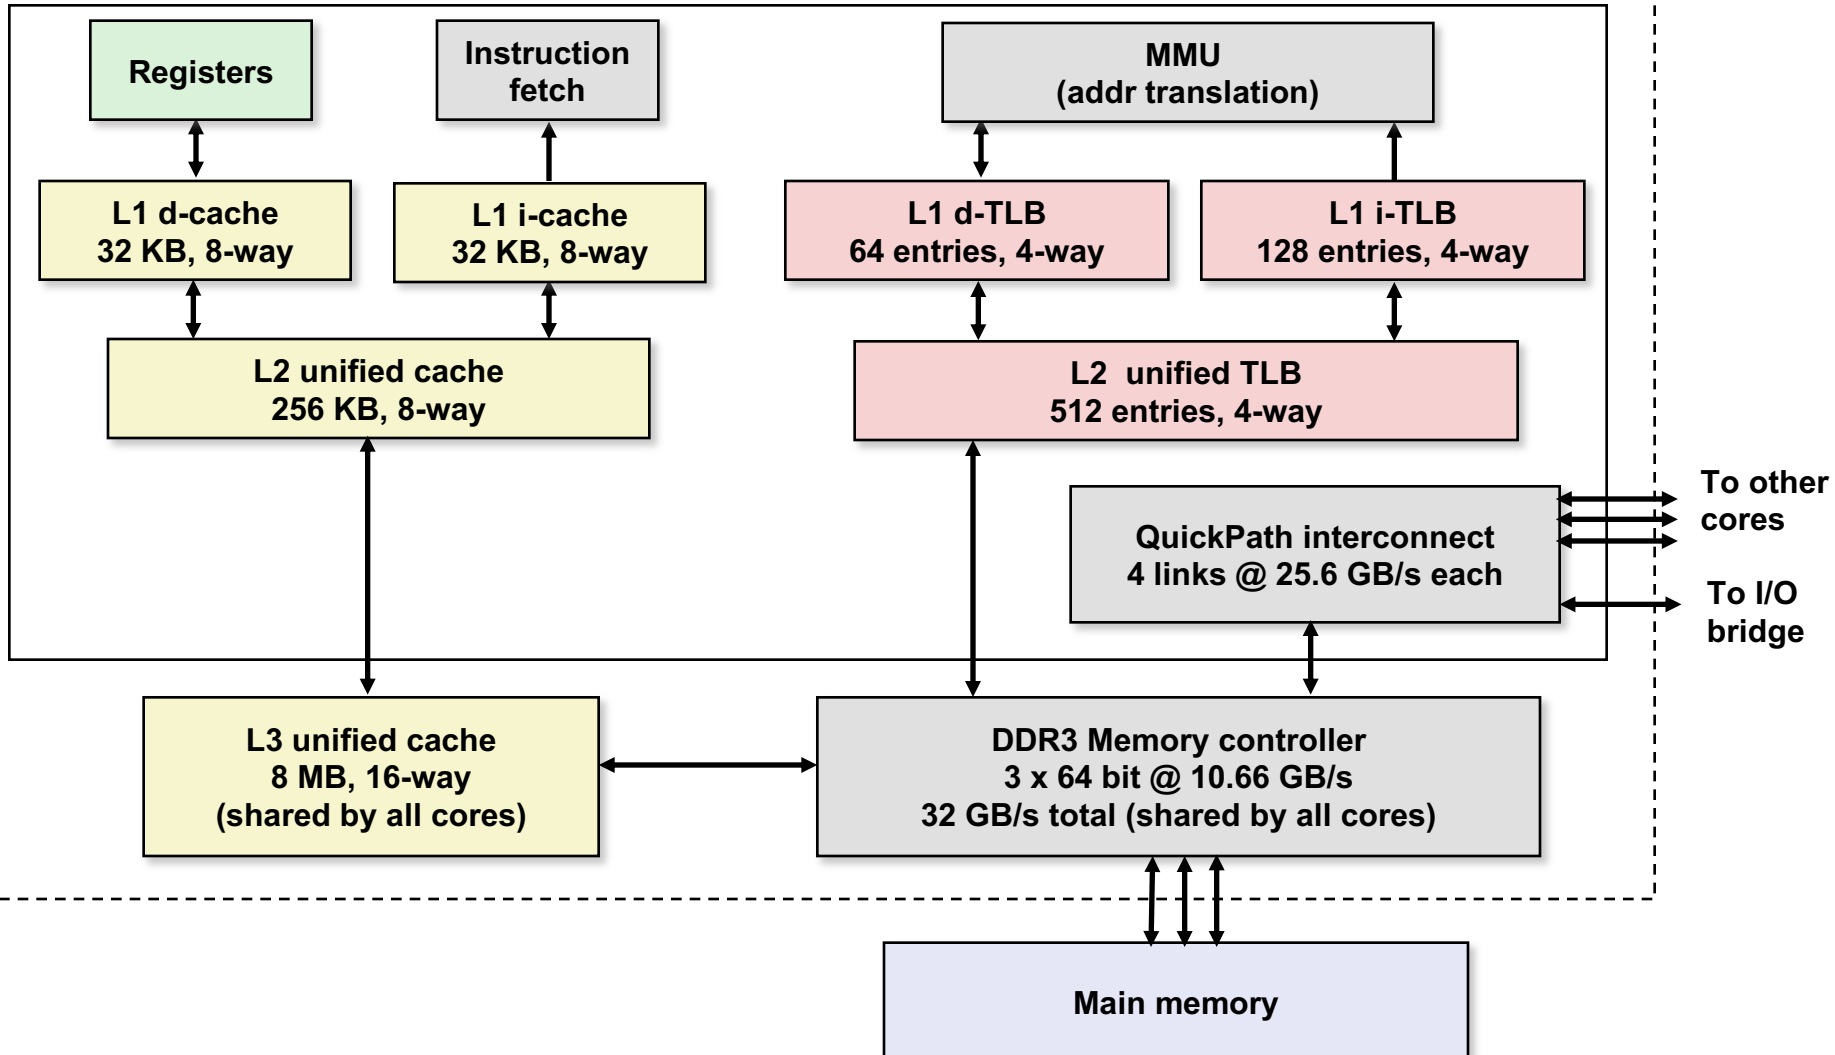 Registers
Instruction
fetch
MMU
(addr translation)
L1 d-cache
32 KB, 8-way
L1 i-cache
32 KB, 8-way
L1 d-TLB
64 entries, 4-way
L1 i-TLB
128 entries, 4-way
L2 unified cache
256 KB, 8-way
L2  unified TLB
512 entries, 4-way
QuickPath interconnect
4 links @ 25.6 GB/s each
To other
cores
To I/O
bridge
L3 unified cache
8 MB, 16-way
(shared by all cores)
DDR3 Memory controller
3 x 64 bit @ 10.66 GB/s
32 GB/s total (shared by all cores)
Main memory